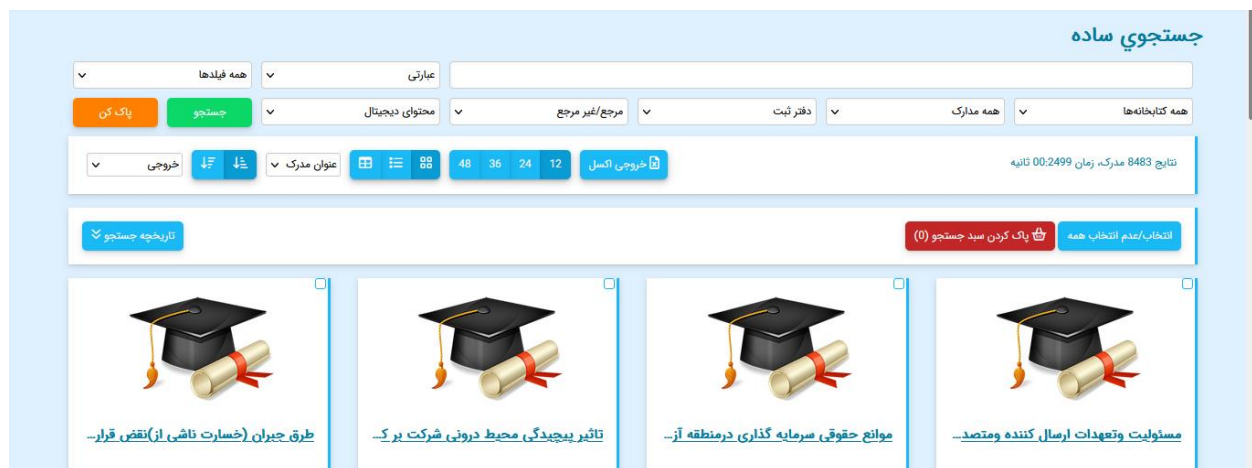 جستجوي ساده
عبارتی همه فیلدها
همه کتابخانه‌ها همه مدارک دفتر ثبت مرجع/غیر مرجع محتوای دیجیتال جستجو پاک کن
نتایج 8483 مدرک، زمان 00:2499 ثانیه خروجی اکسل 12 24 36 48 عنوان مدرک خروجی
انتخاب/عدم انتخاب همه پاک کردن سبد جستجو (0) تاریخچه جستجو
مسئولیت وتعهدات ارسال کننده ومتصد... موانع حقوقی سرمایه گذاری درمنطقه آز... تاثیر پیچیدگی محیط درونی شرکت بر ک... طرق جبران (خسارت ناشی از)نقض قرار...